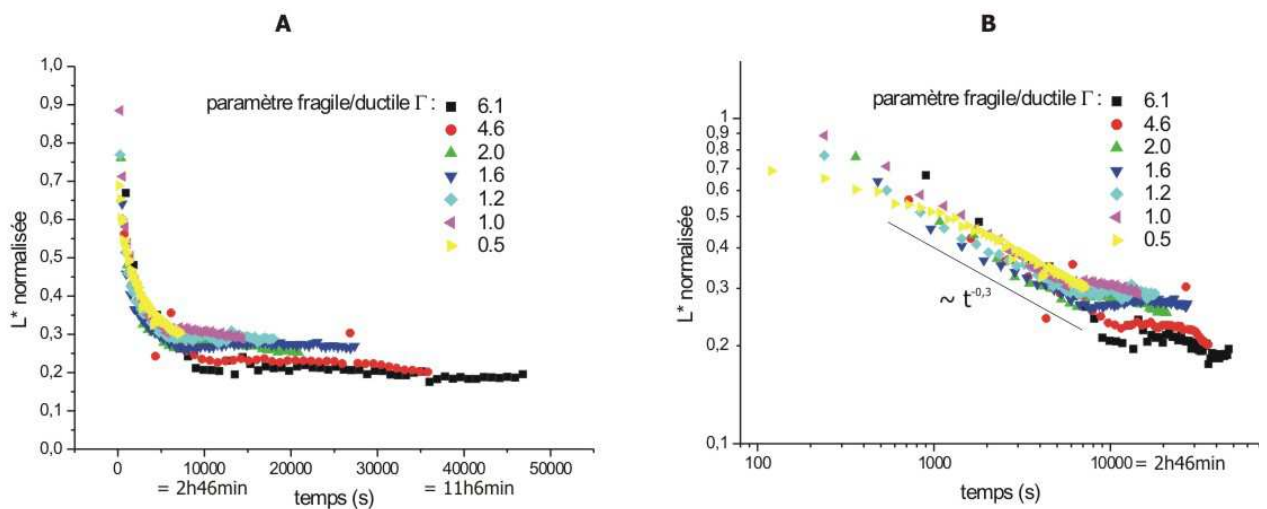 A
1,0
0,9
0,8
0,7
0,6
0,5
0,4
0,3
0,2
0,1
0,0
L* normalisée
paramètre fragile/ductile Γ :
6.1
4.6
2.0
1.6
1.2
1.0
0.5
0 10000 20000 30000 40000 50000
= 2h46min = 11h6min
temps (s)
B
1
0,9
0,8
0,7
0,6
0,5
0,4
0,3
0,2
0,1
L* normalisée
paramètre fragile/ductile Γ :
6.1
4.6
2.0
1.6
1.2
1.0
0.5
~ t-0,3
100 1000 10000 = 2h46min
temps (s)